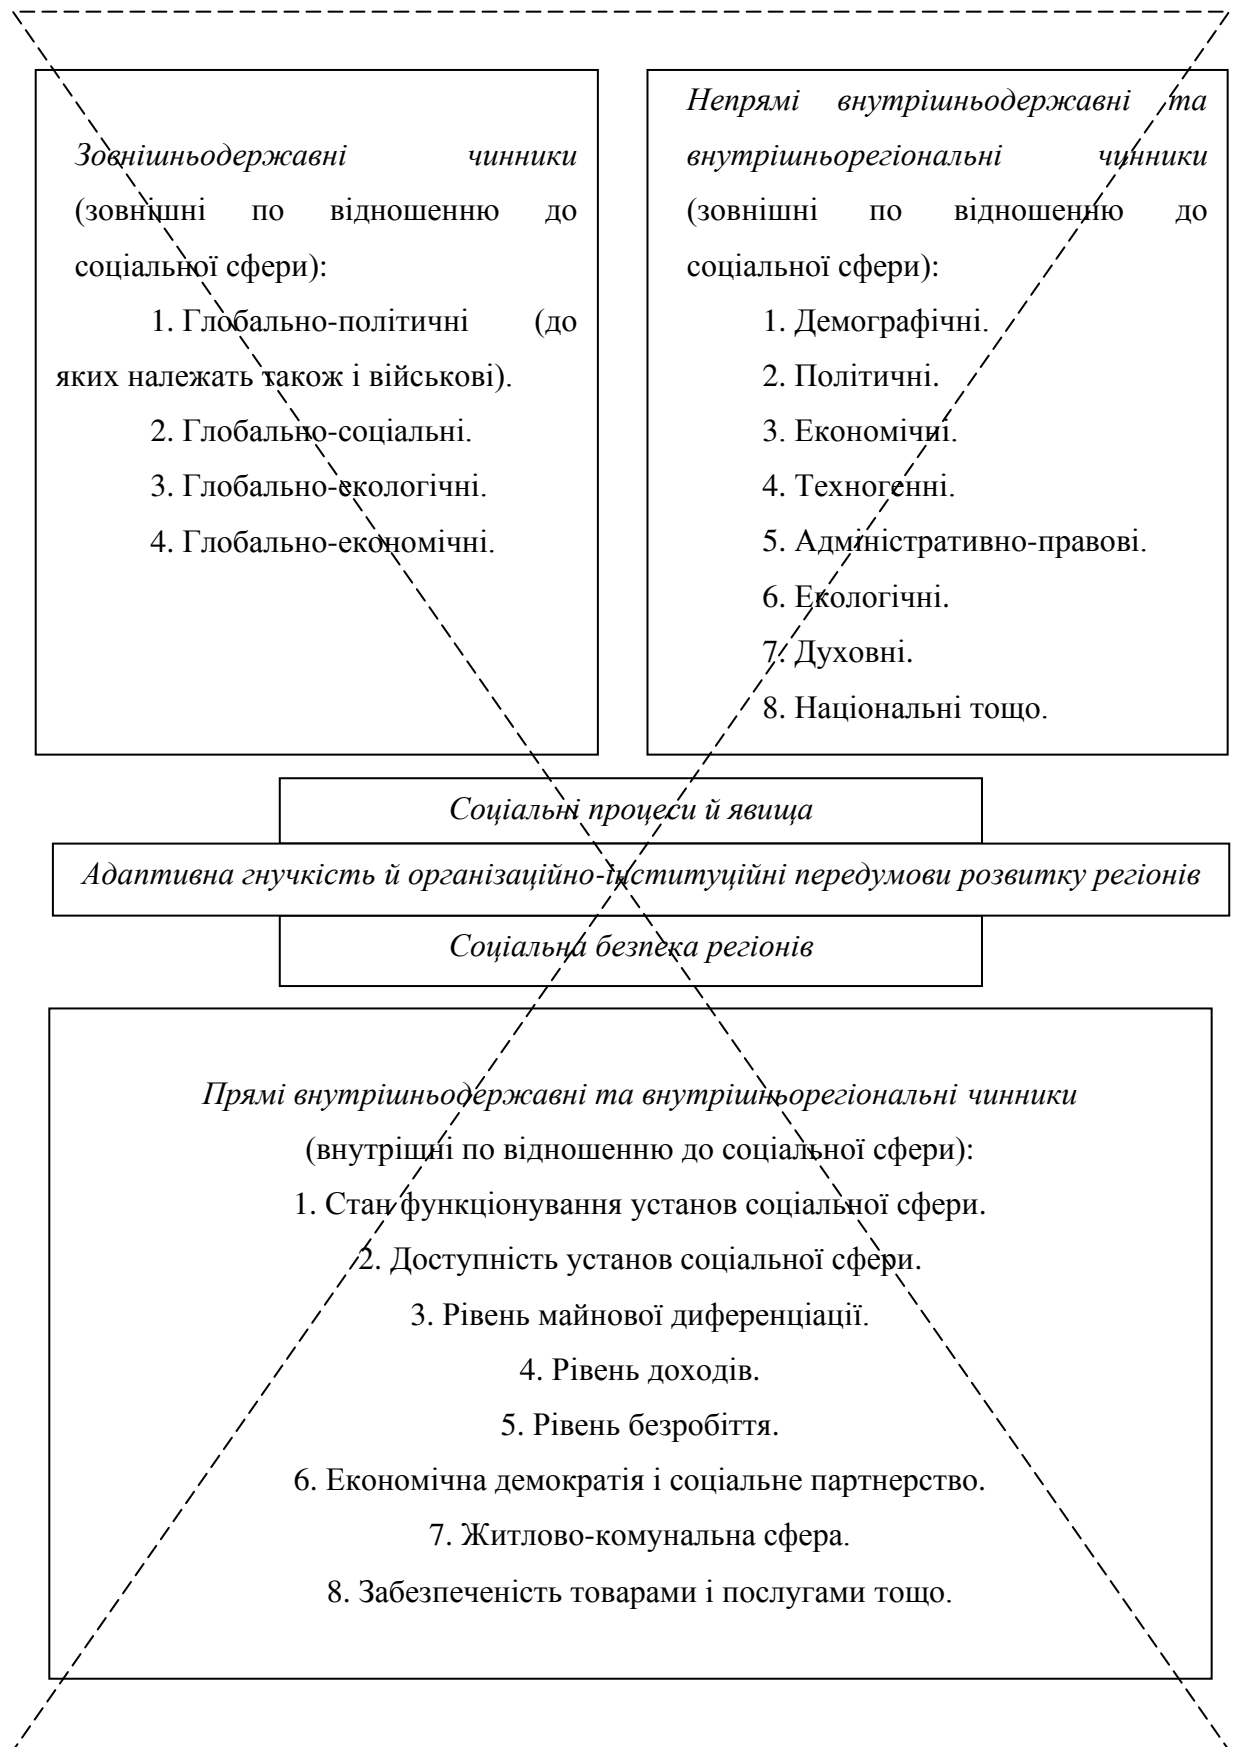 Зовнішньодержавні чинники
(зовнішні по відношенню до
соціальної сфери):
1. Глобально-політичні (до
яких належать також і військові).
2. Глобально-соціальні.
3. Глобально-екологічні.
4. Глобально-економічні.
Непрямі внутрішньодержавні та
внутрішньорегіональні чинники
(зовнішні по відношенню до
соціальної сфери):
1. Демографічні.
2. Політичні.
3. Економічні.
4. Техногенні.
5. Адміністративно-правові.
6. Екологічні.
7. Духовні.
8. Національні тощо.
Соціальні процеси й явища
Адаптивна гнучкість й організаційно-інституційні передумови розвитку регіонів
Соціальна безпека регіонів
Прямі внутрішньодержавні та внутрішньорегіональні чинники
(внутрішні по відношенню до соціальної сфери):
1. Стан функціонування установ соціальної сфери.
2. Доступність установ соціальної сфери.
3. Рівень майнової диференціації.
4. Рівень доходів.
5. Рівень безробіття.
6. Економічна демократія і соціальне партнерство.
7. Житлово-комунальна сфера.
8. Забезпеченість товарами і послугами тощо.